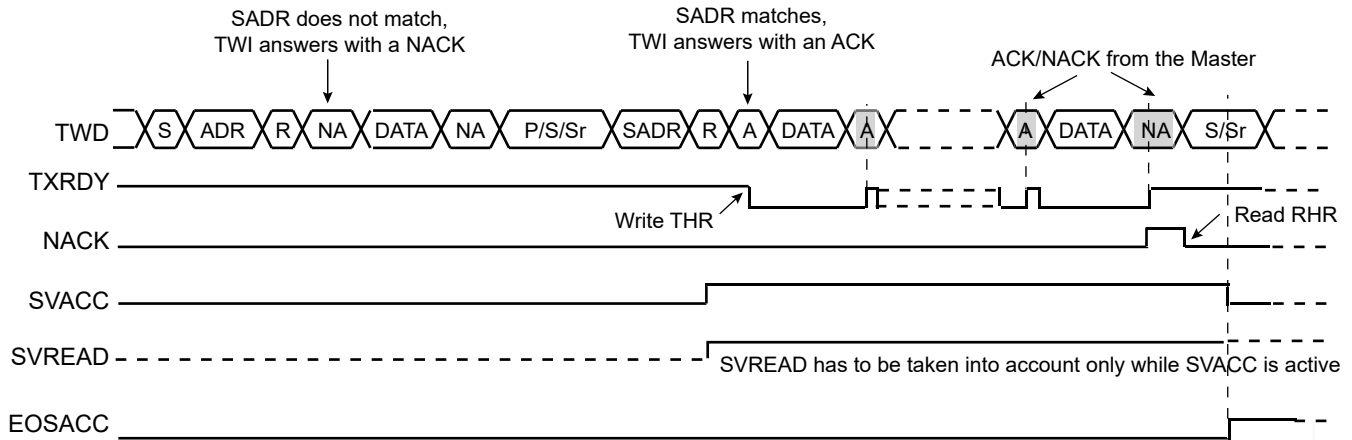 SADR does not match,
TWI answers with a NACK
SADR matches,
TWI answers with an ACK
ACK/NACK from the Master
TWD S ADR R NA DATA NA P/S/Sr SADR R A DATA A A DATA NA S/Sr
TXRDY
Write THR
Read RHR
NACK
SVACC
SVREAD
SVREAD has to be taken into account only while SVACC is active
EOSACC